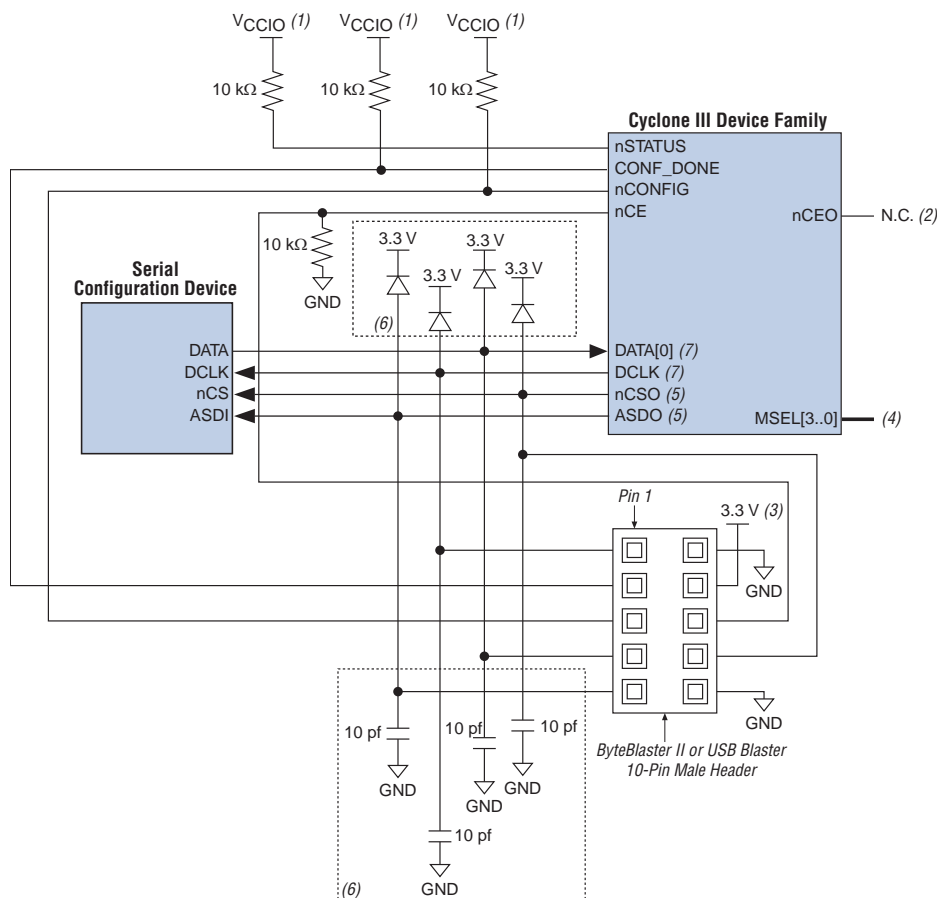 VCCIO (1)
VCCIO (1)
VCCIO (1)
10 kΩ
10 kΩ
10 kΩ
Cyclone III Device Family
nSTATUS
CONF_DONE
nCONFIG
nCE
nCEO
N.C. (2)
10 kΩ
GND
3.3 V
3.3 V
3.3 V
3.3 V
(6)
Serial
Configuration Device
DATA
DCLK
nCS
ASDI
DATA[0] (7)
DCLK (7)
nCSO (5)
ASDO (5)
MSEL[3..0]
(4)
Pin 1
3.3 V (3)
GND
GND
10 pf
10 pf
10 pf
GND
GND
GND
10 pf
GND
(6)
ByteBlaster II or USB Blaster
10-Pin Male Header